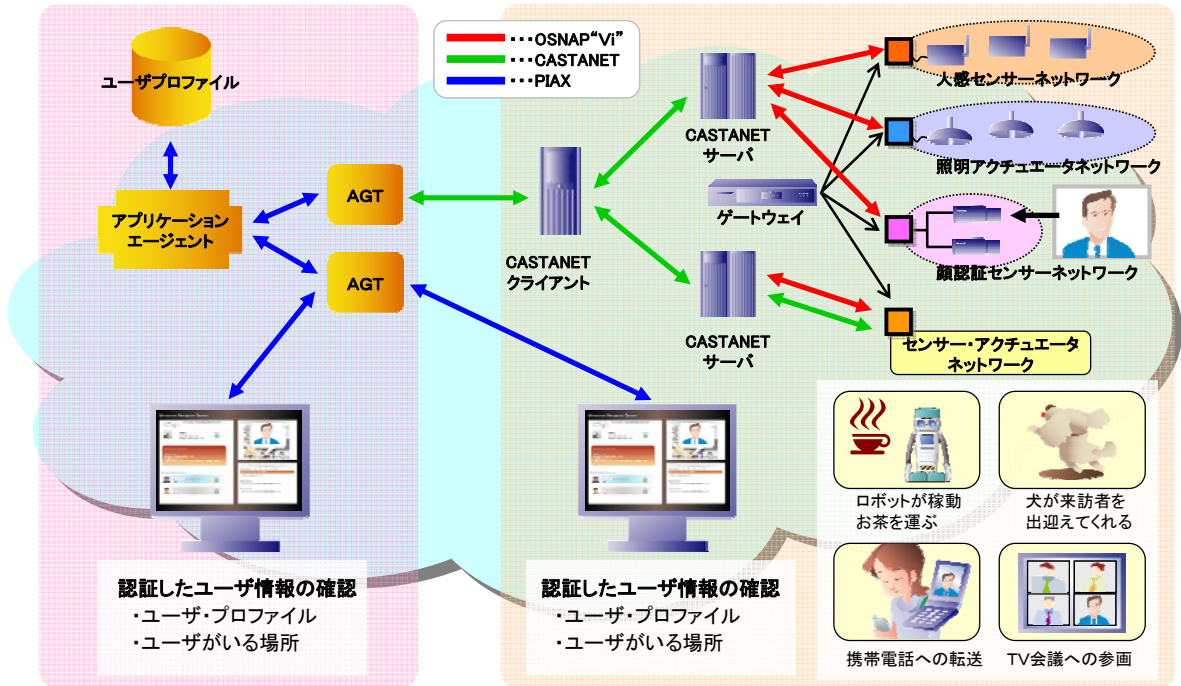 ・・・OSNAP“Vi”
・・・CASTANET
・・・PIAX
ユーザプロファイル
アプリケーション
エージェント
AGT
AGT
CASTANET
クライアント
CASTANET
サーバ
ゲートウェイ
CASTANET
サーバ
人感センサーネットワーク
照明アクチュエータネットワーク
顔認証センサーネットワーク
センサー・アクチュエータ
ネットワーク
認証したユーザ情報の確認
・ユーザ・プロファイル
・ユーザがいる場所
認証したユーザ情報の確認
・ユーザ・プロファイル
・ユーザがいる場所
ロボットが稼動
お茶を運ぶ
犬が来訪者を
出迎えてくれる
携帯電話への転送
TV会議への参画